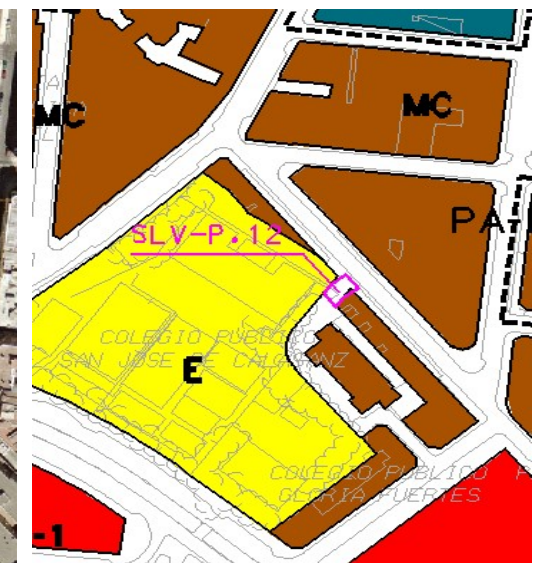 MC
MC
PA-
SLV-P.12
COLEGIO PUBLICO
SAN JOSE DE CALASANZ
E
COLEGIO PUBLICO
GLORIA FUERTES
-1